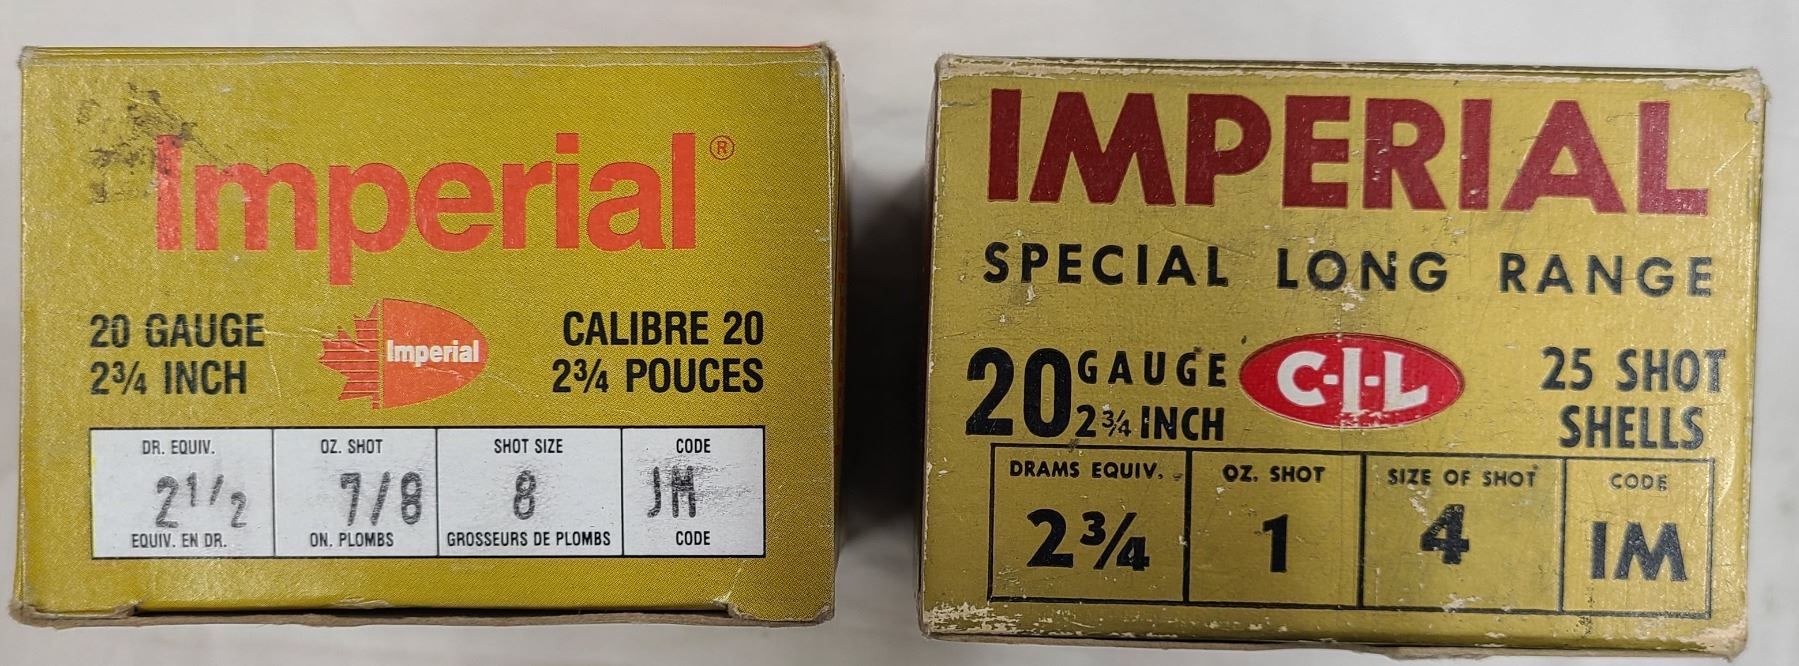 Imperial®
20 GAUGE
2¾ INCH
Imperial
CALIBRE 20
2¾ POUCES
DR. EQUIV.
2 1/2
EQUIV. EN DR.
OZ. SHOT
7/8
ON. PLOMBS
SHOT SIZE
8
GROSSEURS DE PLOMBS
CODE
JM
CODE
IMPERIAL
SPECIAL LONG RANGE
20 GAUGE
2¾ INCH
C-I-L
25 SHOT
SHELLS
DRAMS EQUIV.
2¾
OZ. SHOT
1
SIZE OF SHOT
4
CODE
IM